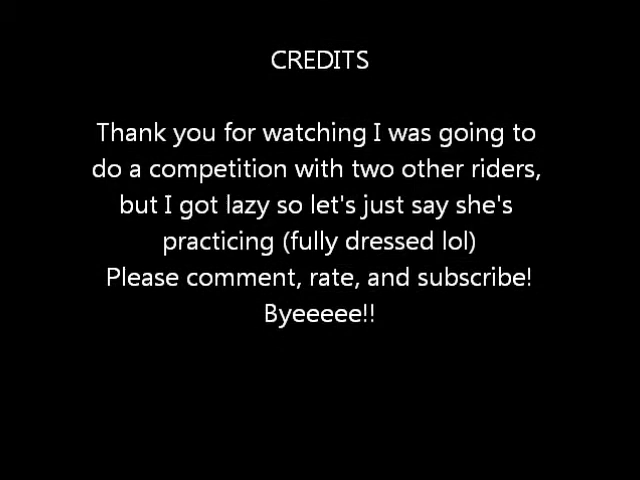 CREDITS
Thank you for watching I was going to
do a competition with two other riders,
but I got lazy so let's just say she's
practicing (fully dressed lol)
Please comment, rate, and subscribe!
Byeeeee!!